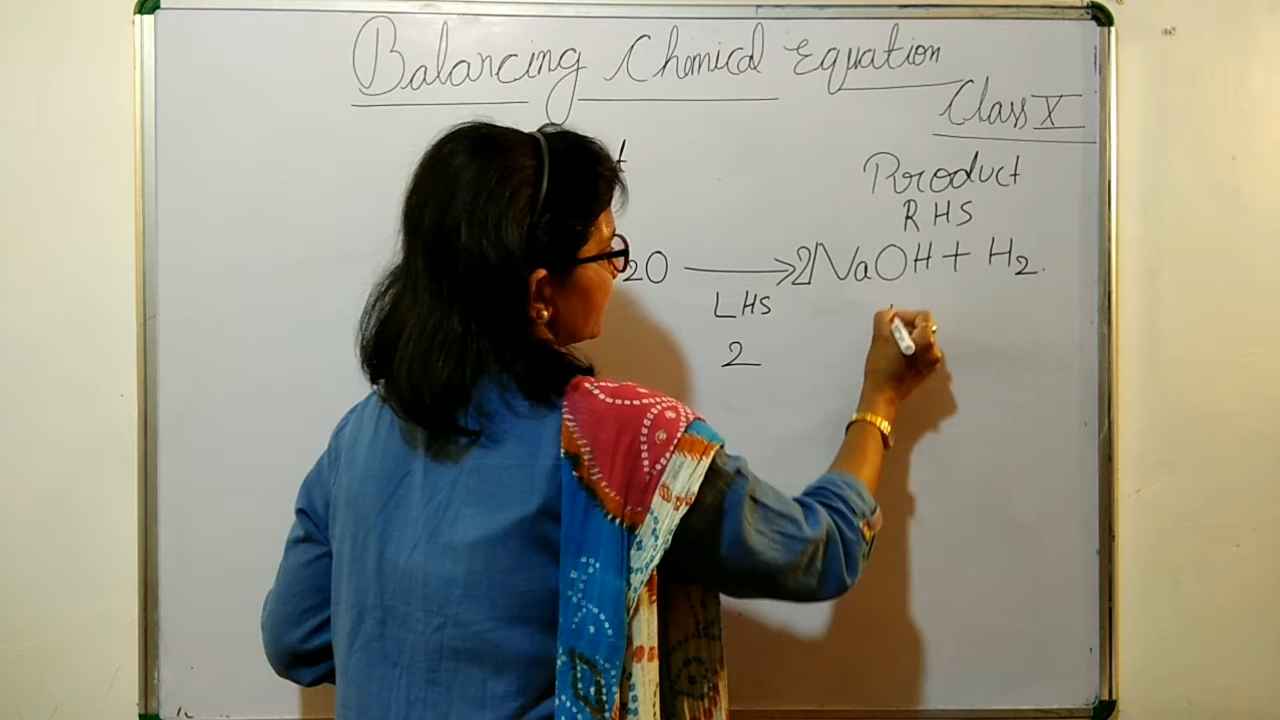 Balancing Chemical Equation
Class X
Product
RHS
2O → 2NaOH + H2.
LHS
2